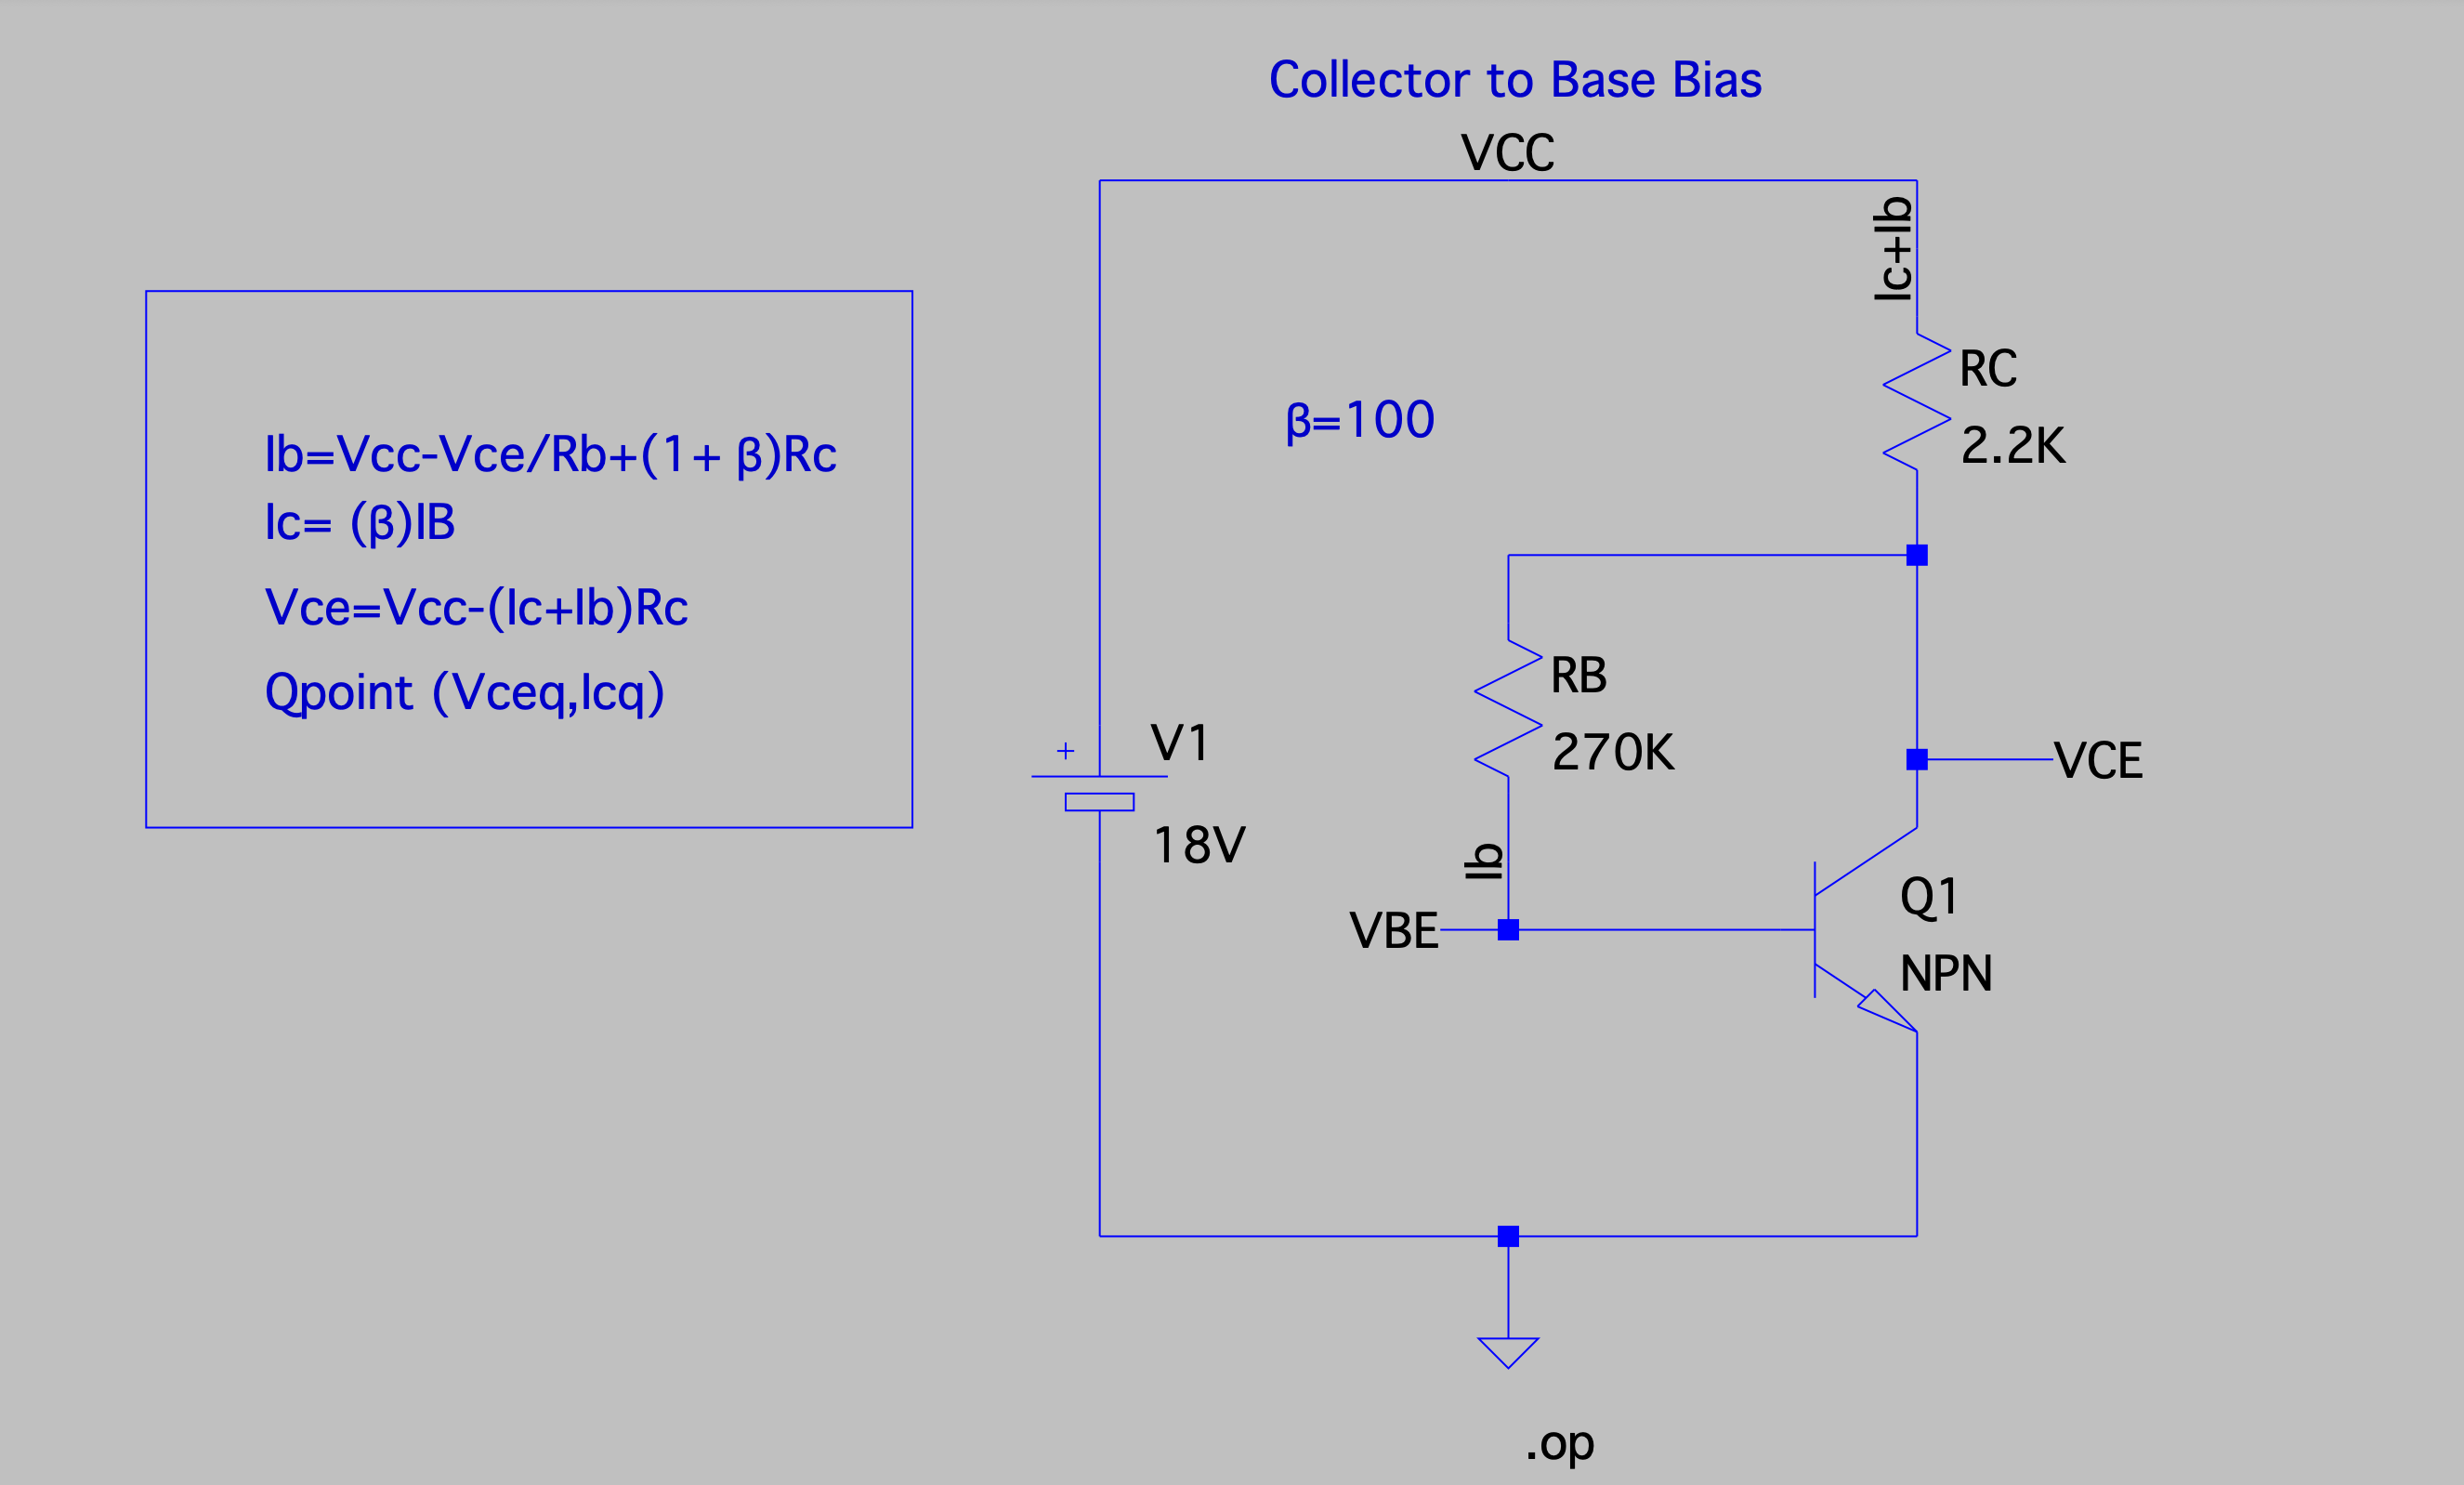 Collector to Base Bias
VCC
Ic+Ib
RC
2.2K
β=100
Ib=Vcc-Vce/Rb+(1+ β)Rc
Ic= (β)IB
Vce=Vcc-(Ic+Ib)Rc
Qpoint (Vceq,Icq)
RB
270K
V1
+
18V
VCE
Ib
VBE
Q1
NPN
.op